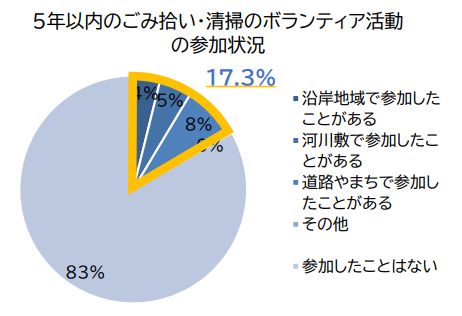 5年以内のごみ拾い・清掃のボランティア活動
の参加状況
17.3%
4%
5%
8%
0%
83%
沿岸地域で参加した
ことがある
河川敷で参加したこ
とがある
道路やまちで参加し
たことがある
その他
参加したことはない